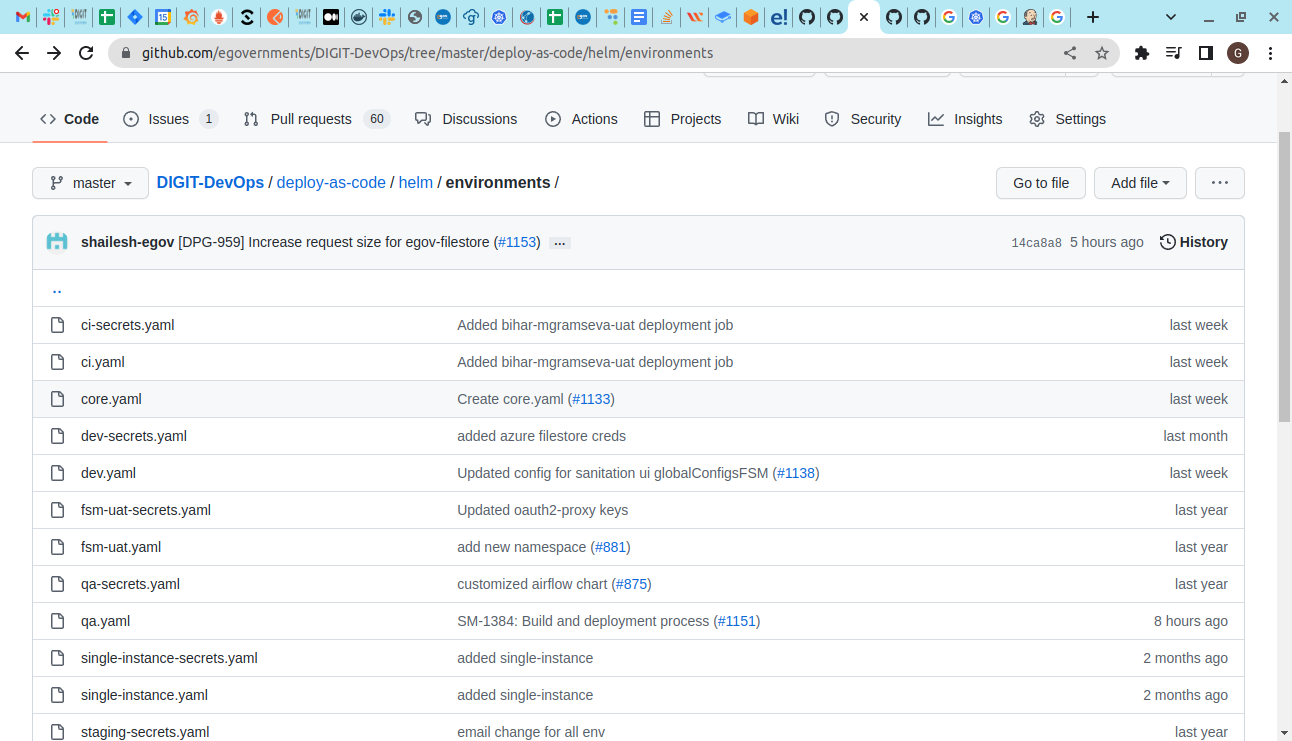 github.com/egovernments/DIGIT-DevOps/tree/master/deploy-as-code/helm/environments
G
Code
Issues 1
Pull requests 60
Discussions
Actions
Projects
Wiki
Security
Insights
Settings
master
DIGIT-DevOps / deploy-as-code / helm / environments /
Go to file
Add file
...
shailesh-egov [DPG-959] Increase request size for egov-filestore (#1153) ...
14ca8a8 5 hours ago
History
..
ci-secrets.yaml Added bihar-mgramseva-uat deployment job last week
ci.yaml Added bihar-mgramseva-uat deployment job last week
core.yaml Create core.yaml (#1133) last week
dev-secrets.yaml added azure filestore creds last month
dev.yaml Updated config for sanitation ui globalConfigsFSM (#1138) last week
fsm-uat-secrets.yaml Updated oauth2-proxy keys last year
fsm-uat.yaml add new namespace (#881) last year
qa-secrets.yaml customized airflow chart (#875) last year
qa.yaml SM-1384: Build and deployment process (#1151) 8 hours ago
single-instance-secrets.yaml added single-instance 2 months ago
single-instance.yaml added single-instance 2 months ago
staging-secrets.yaml email change for all env last year